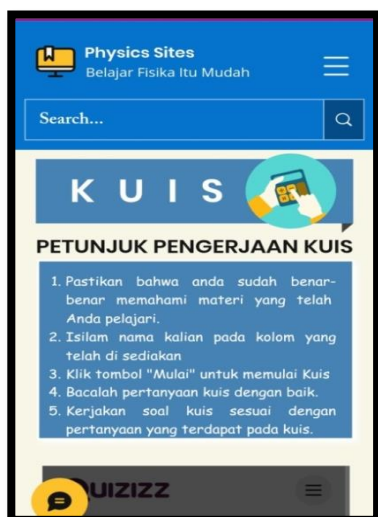 Physics Sites
Belajar Fisika Itu Mudah
Search...
K U I S
PETUNJUK PENGERJAAN KUIS
1. Pastikan bahwa anda sudah benar-
benar memahami materi yang telah
Anda pelajari.
2. Isilam nama kalian pada kolom yang
telah di sediakan
3. Klik tombol "Mulai" untuk memulai Kuis
4. Bacalah pertanyaan kuis dengan baik.
5. Kerjakan soal kuis sesuai dengan
pertanyaan yang terdapat pada kuis.
QUIZIZZ